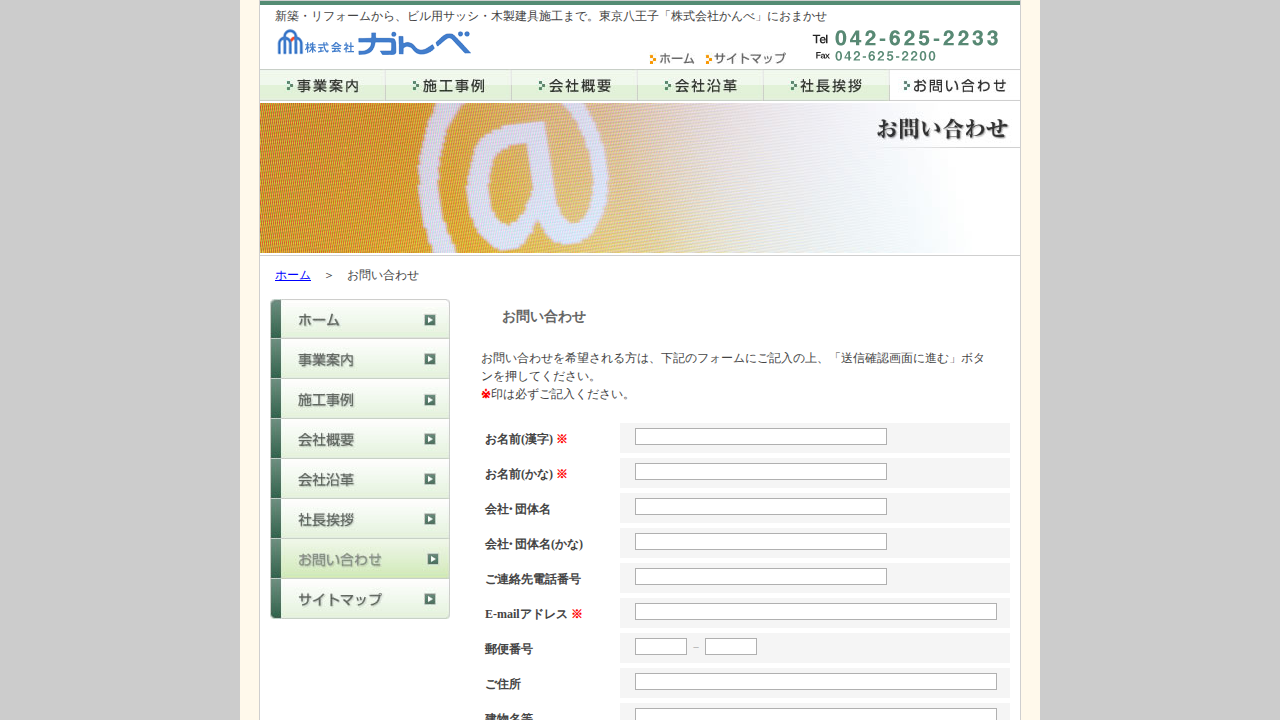 新築・リフォームから、ビル用サッシ・木製建具施工まで。東京八王子「株式会社かんべ」におまかせ
株式会社かんべ
ホーム サイトマップ
Tel 042-625-2233
Fax 042-625-2200
事業案内 施工事例 会社概要 会社沿革 社長挨拶 お問い合わせ
お問い合わせ
ホーム ＞ お問い合わせ
ホーム
事業案内
施工事例
会社概要
会社沿革
社長挨拶
お問い合わせ
サイトマップ
お問い合わせ
お問い合わせを希望される方は、下記のフォームにご記入の上、「送信確認画面に進む」ボタ
ンを押してください。
※印は必ずご記入ください。
お名前(漢字) ※
お名前(かな) ※
会社･団体名
会社･団体名(かな)
ご連絡先電話番号
E-mailアドレス ※
郵便番号 －
ご住所
建物名等